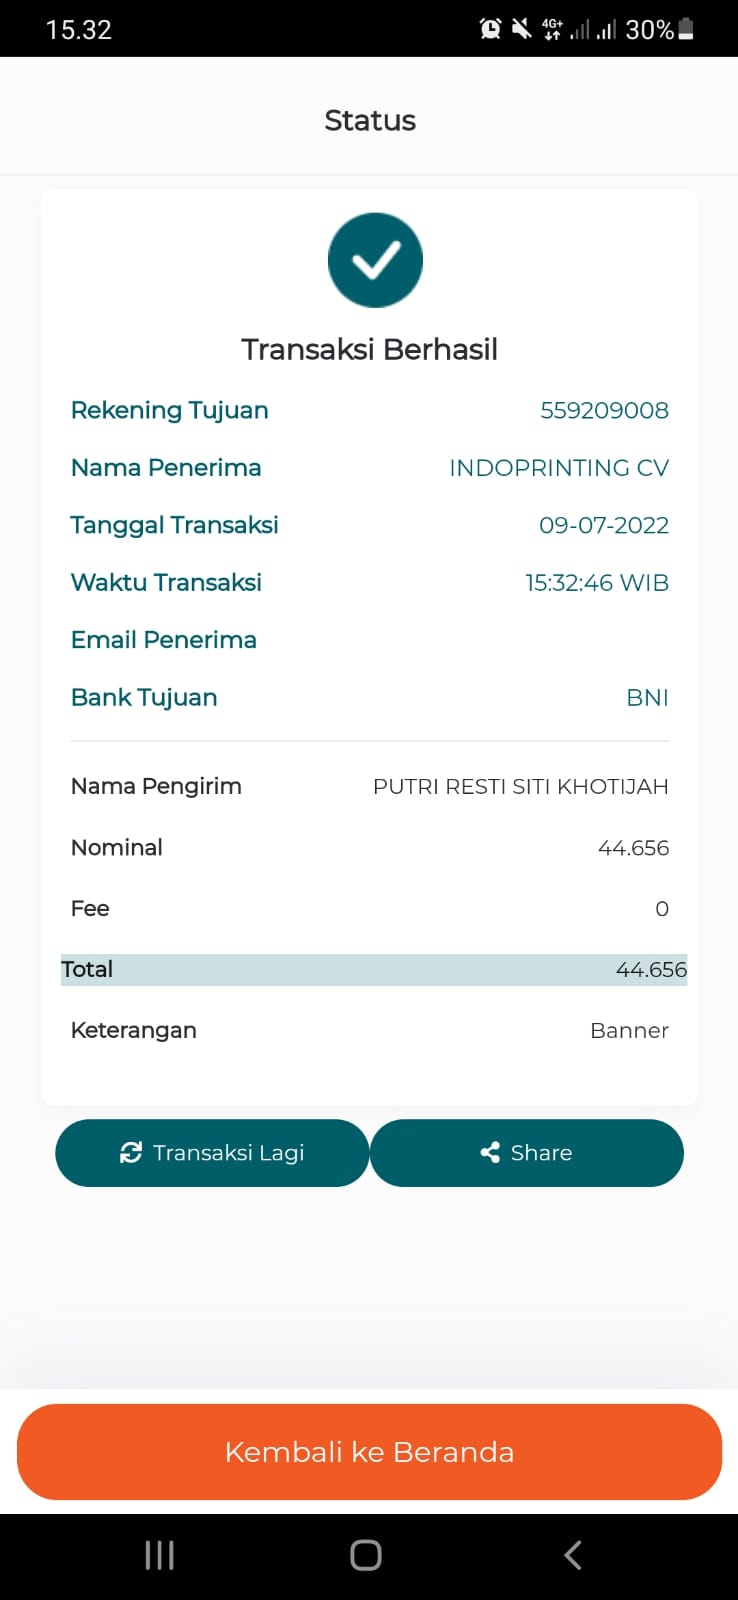 15.32
4G+ 30%
Status
Transaksi Berhasil
Rekening Tujuan 559209008
Nama Penerima INDOPRINTING CV
Tanggal Transaksi 09-07-2022
Waktu Transaksi 15:32:46 WIB
Email Penerima
Bank Tujuan BNI
Nama Pengirim PUTRI RESTI SITI KHOTIJAH
Nominal 44.656
Fee 0
Total 44.656
Keterangan Banner
Transaksi Lagi
Share
Kembali ke Beranda